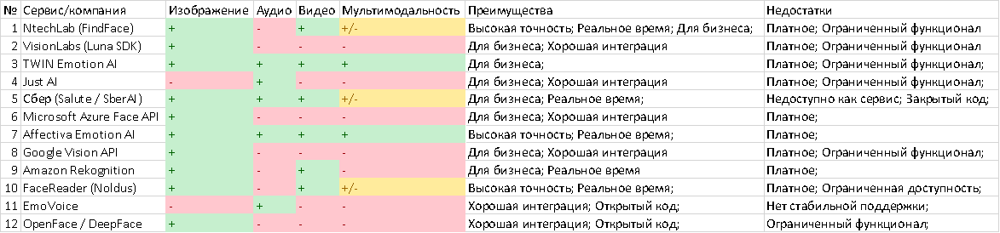 № Сервис/компания Изображение Аудио Видео Мультимодальность Преимущества Недостатки
1 NtechLab (FindFace) + - + +/- Высокая точность; Реальное время; Для бизнеса; Платное; Ограниченный функционал
2 VisionLabs (Luna SDK) + - - - Для бизнеса; Хорошая интеграция Платное; Ограниченный функционал
3 TWIN Emotion AI + + + + Для бизнеса; Платное; Ограниченный функционал;
4 Just AI - + - - Для бизнеса; Хорошая интеграция Платное; Ограниченный функционал;
5 Сбер (Salute / SberAI) + + + +/- Для бизнеса; Реальное время; Недоступно как сервис; Закрытый код;
6 Microsoft Azure Face API + - - - Для бизнеса; Хорошая интеграция Платное;
7 Affectiva Emotion AI + + + + Высокая точность; Реальное время; Платное;
8 Google Vision API + - - - Для бизнеса; Хорошая интеграция Платное; Ограниченный функционал;
9 Amazon Rekognition + - + - Для бизнеса; Реальное время Платное;
10 FaceReader (Noldus) + - + +/- Высокая точность; Реальное время; Платное; Ограниченная доступность;
11 EmoVoice - + - - Хорошая интеграция; Открытый код; Нет стабильной поддержки;
12 OpenFace / DeepFace + - - - Хорошая интеграция; Открытый код; Ограниченный функционал;